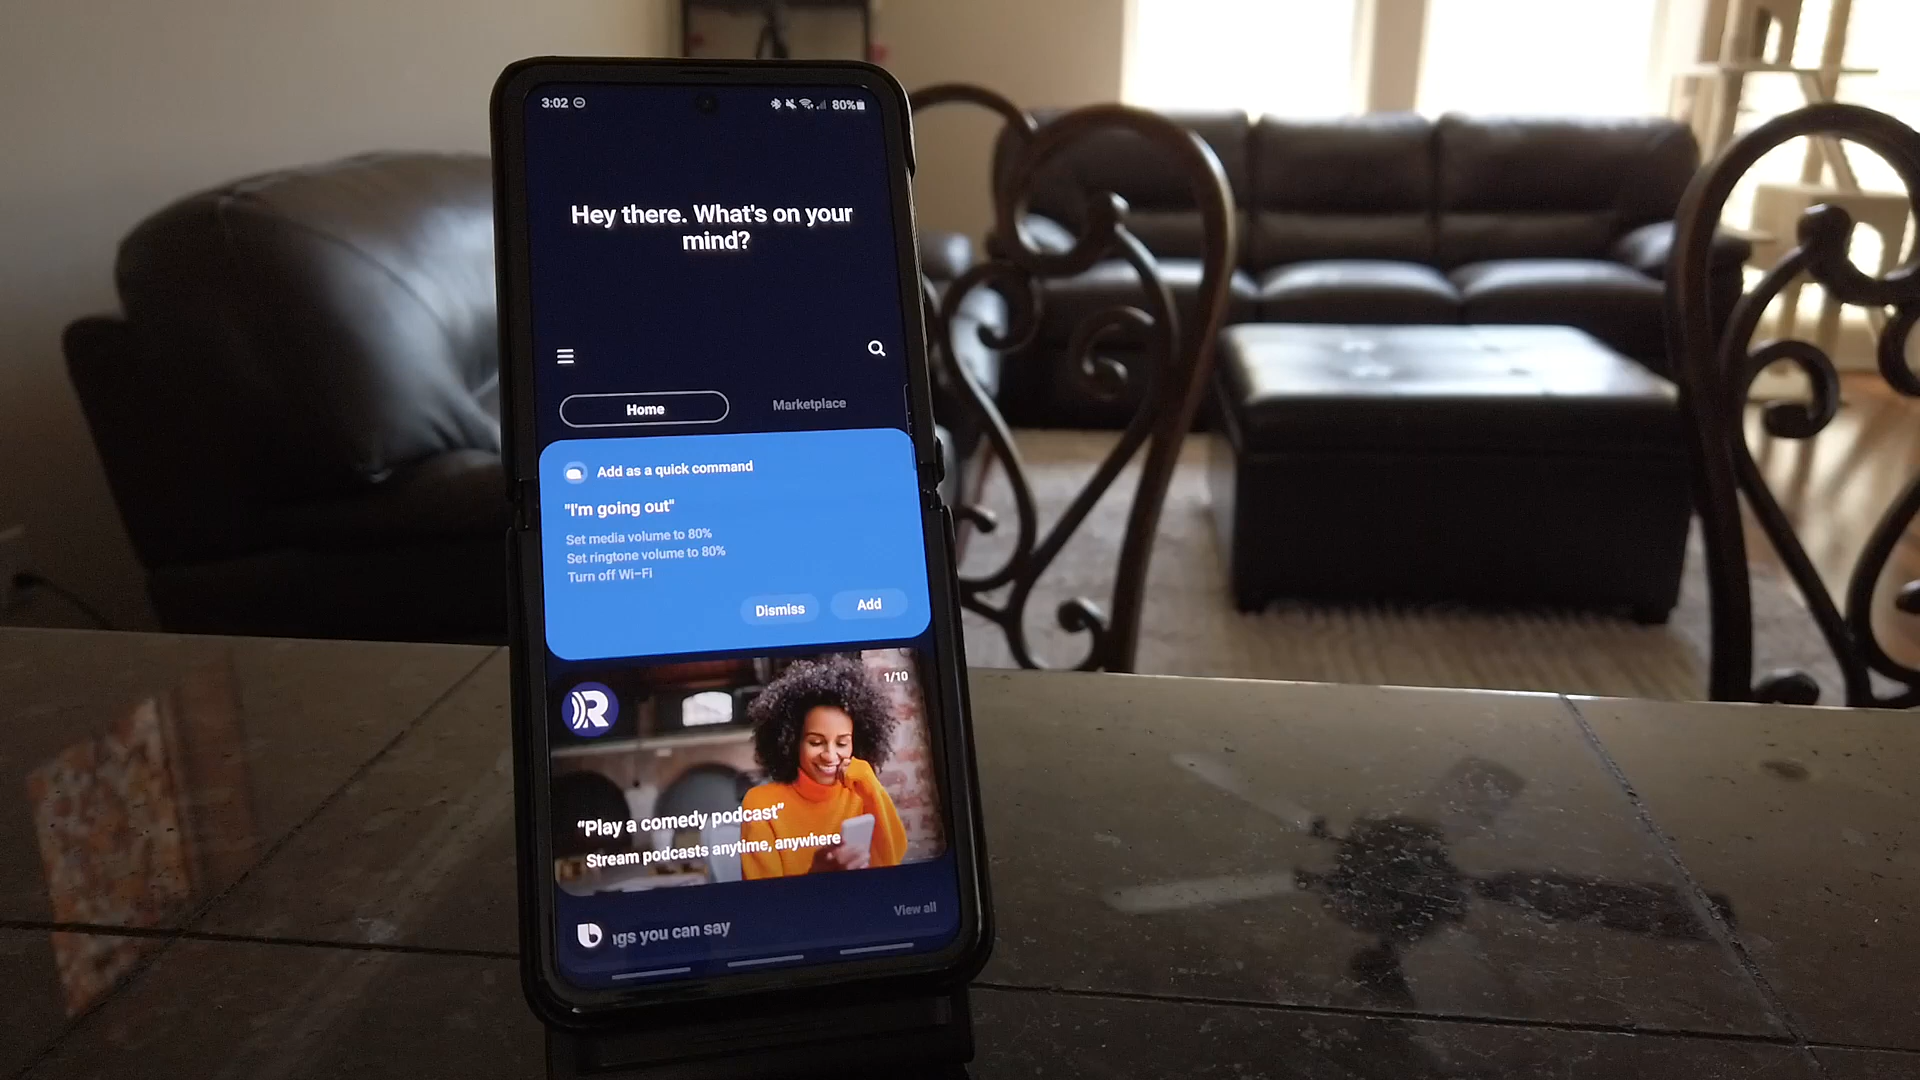 3:02
80%
Hey there. What's on your
mind?
Home
Marketplace
Add as a quick command
"I'm going out"
Set media volume to 80%
Set ringtone volume to 80%
Turn off Wi-Fi
Dismiss
Add
1/10
R
“Play a comedy podcast”
Stream podcasts anytime, anywhere
View all
ngs you can say